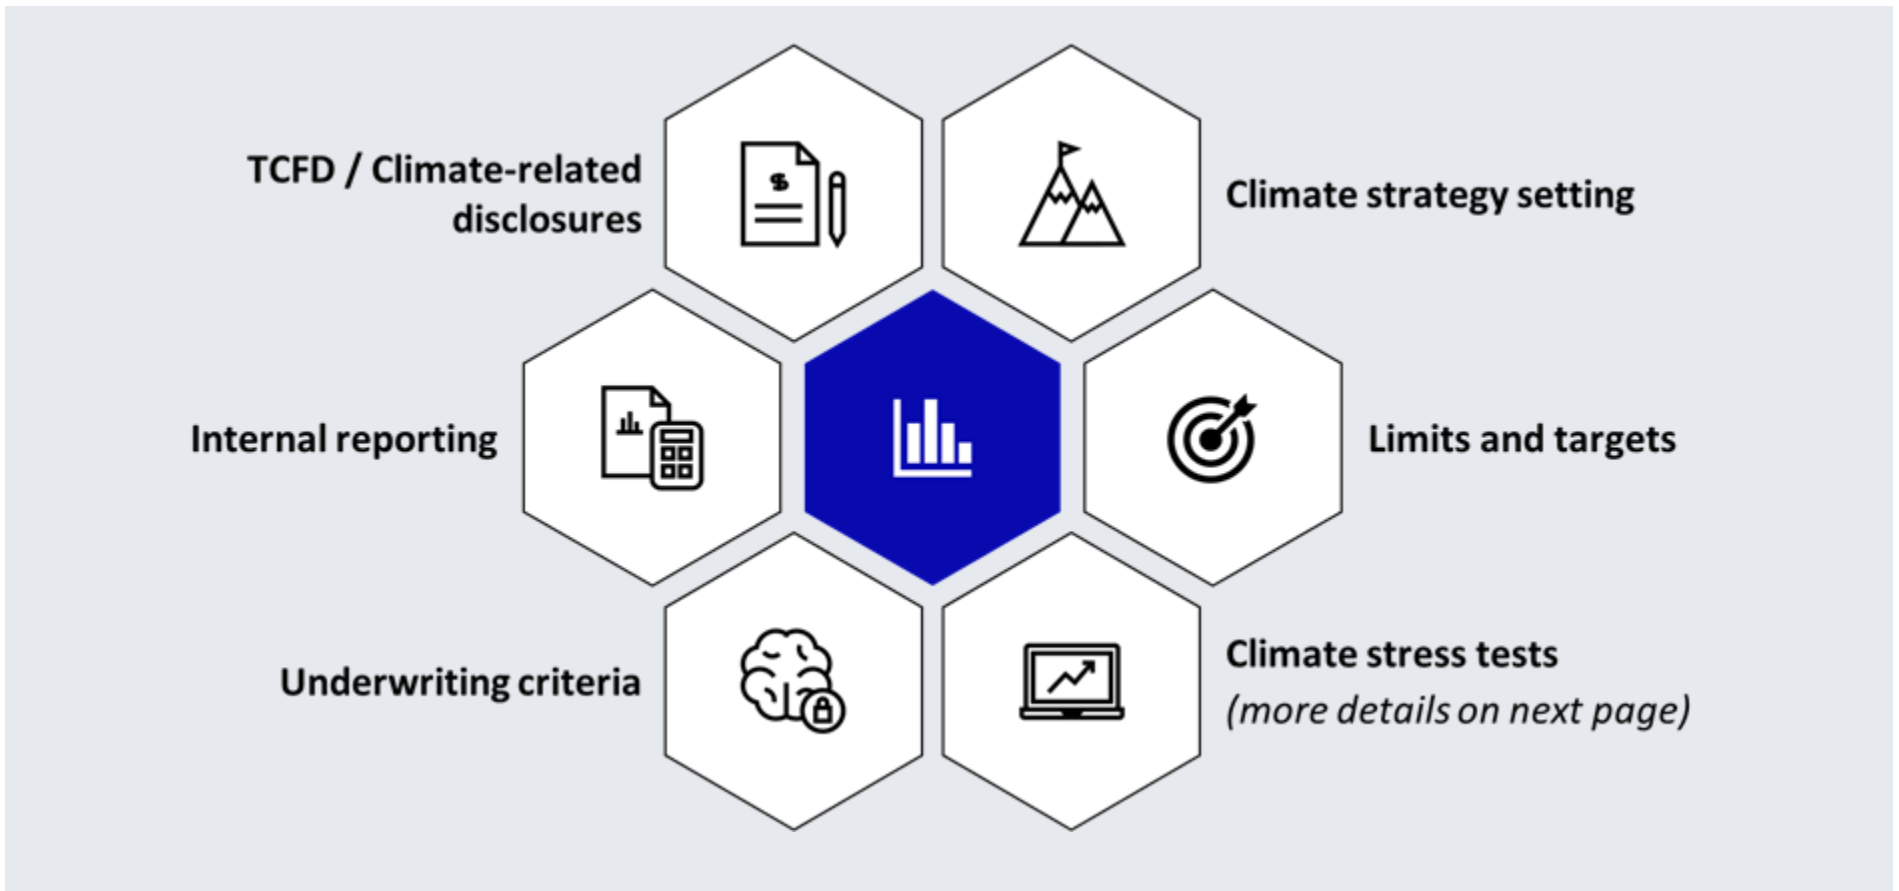 TCFD / Climate-related
disclosures
Climate strategy setting
Internal reporting
Limits and targets
Underwriting criteria
Climate stress tests
(more details on next page)
$